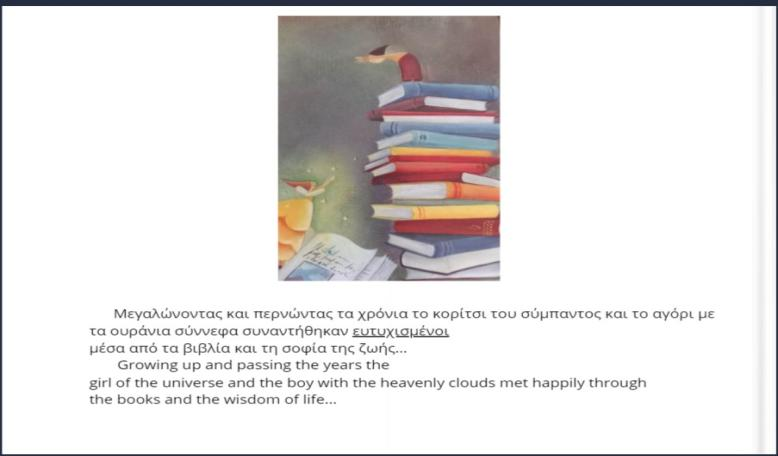 Μεγαλώνοντας και περνώντας τα χρόνια το κορίτσι του σύμπαντος και το αγόρι με
τα ουράνια σύννεφα συναντήθηκαν ευτυχισμένοι
μέσα από τα βιβλία και τη σοφία της ζωής...
Growing up and passing the years the
girl of the universe and the boy with the heavenly clouds met happily through
the books and the wisdom of life...